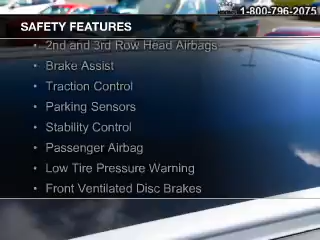 1-800-796-2075
SAFETY FEATURES
• 2nd and 3rd Row Head Airbags
• Brake Assist
• Traction Control
• Parking Sensors
• Stability Control
• Passenger Airbag
• Low Tire Pressure Warning
• Front Ventilated Disc Brakes